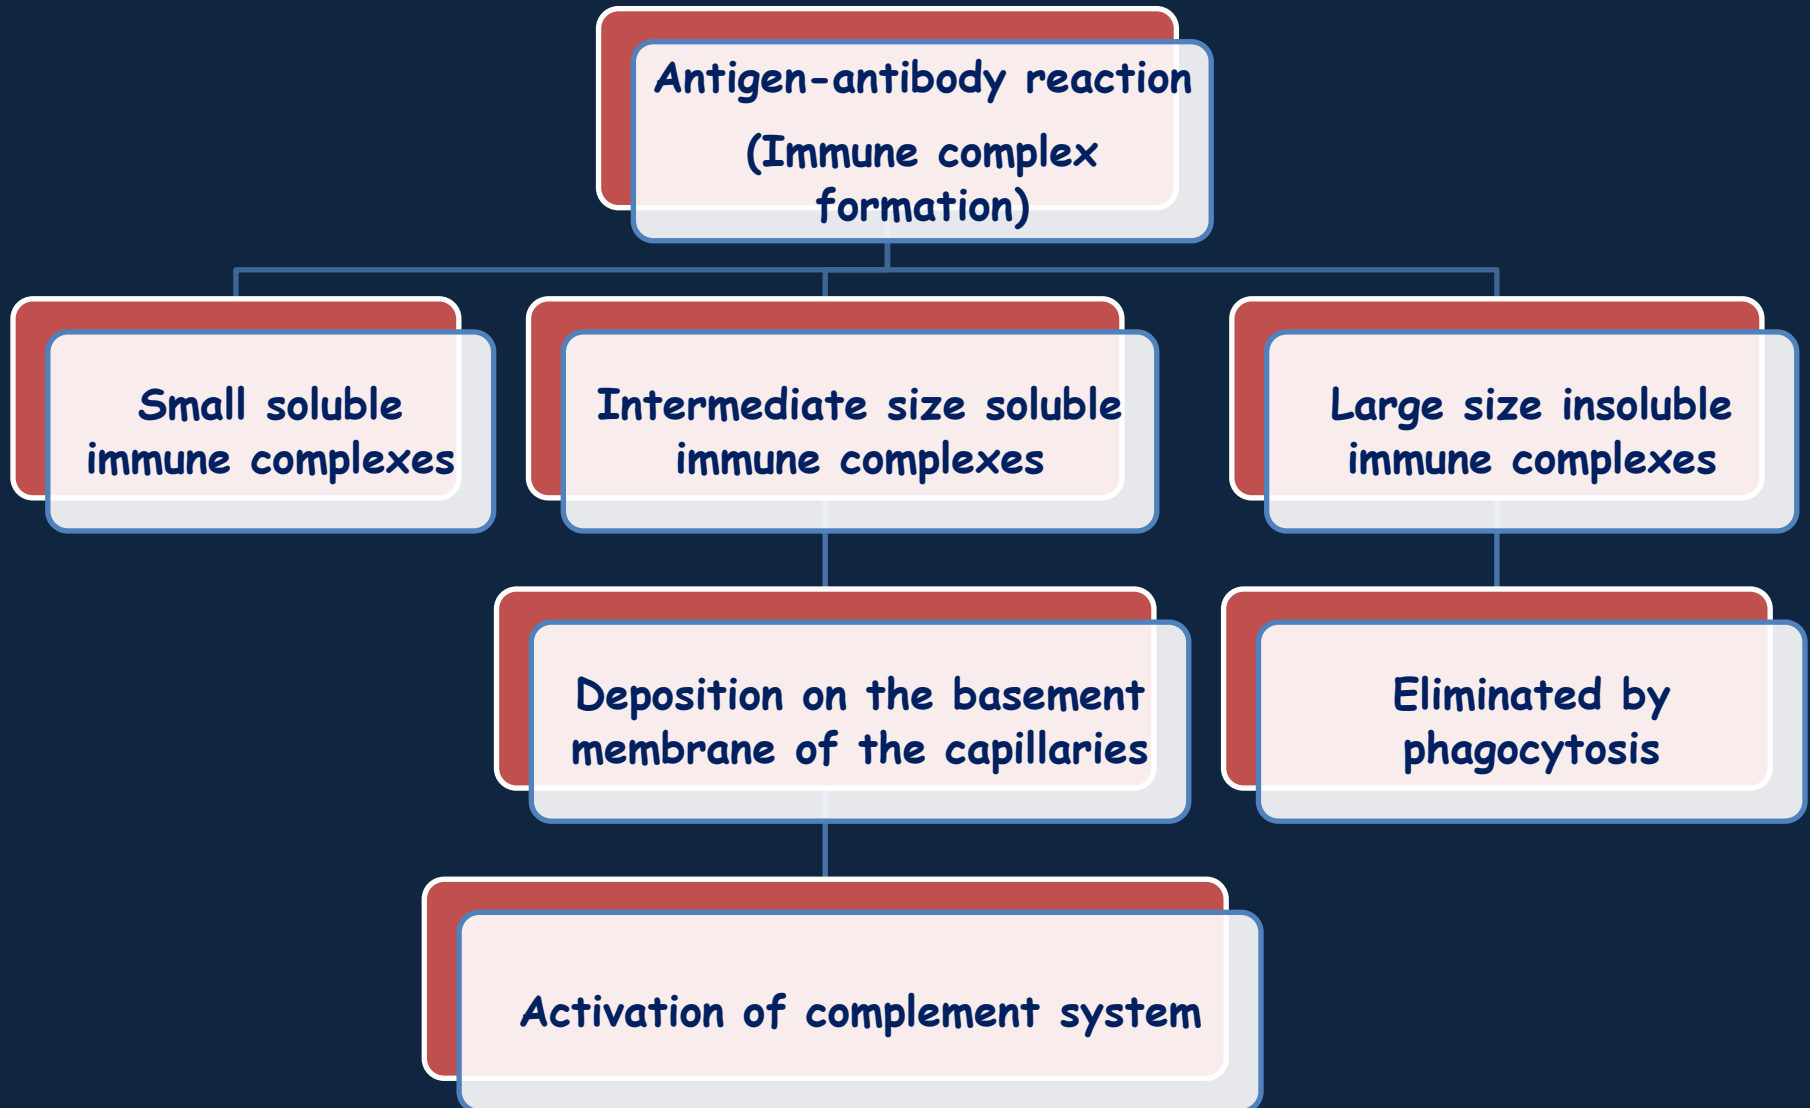 Antigen-antibody reaction
(Immune complex
formation)
Small soluble
immune complexes
Intermediate size soluble
immune complexes
Large size insoluble
immune complexes
Deposition on the basement
membrane of the capillaries
Eliminated by
phagocytosis
Activation of complement system